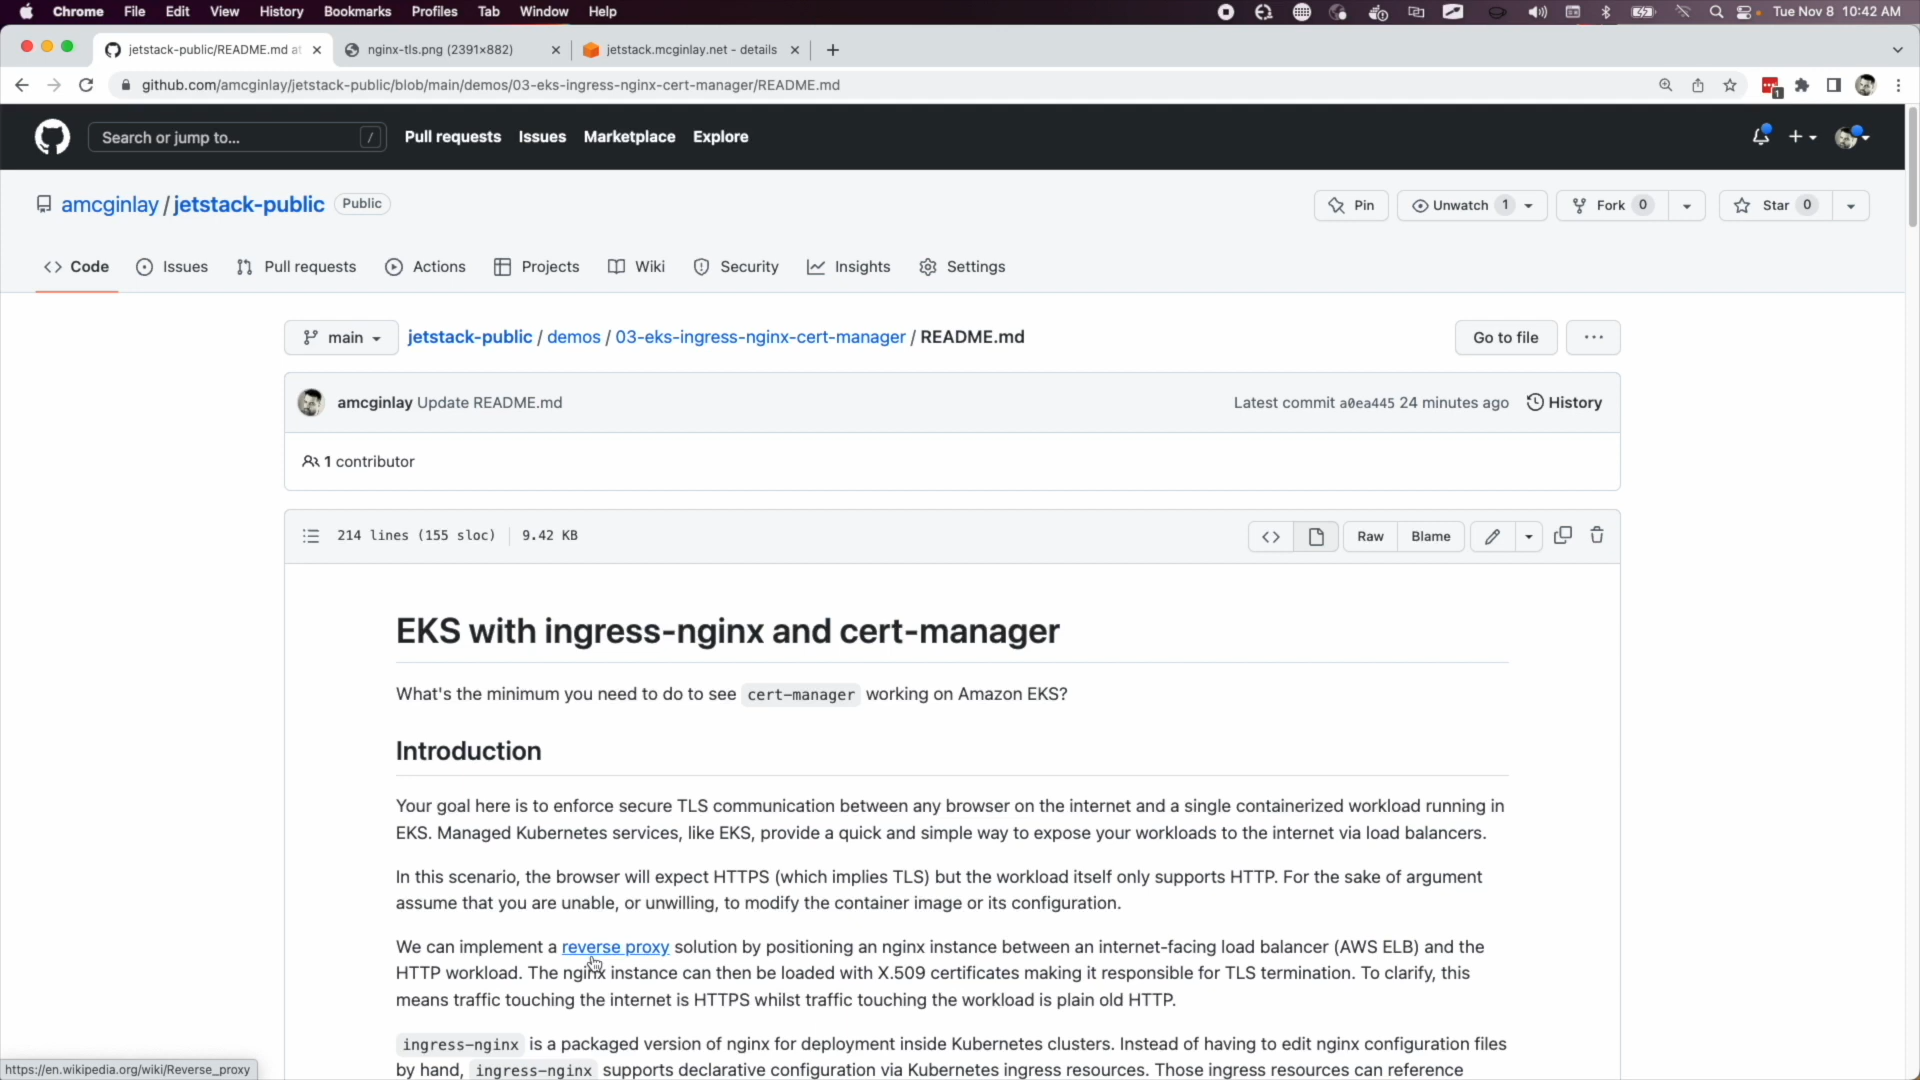 Chrome File Edit View History Bookmarks Profiles Tab Window Help Tue Nov 8 10:42 AM
jetstack-public/README.md at nginx-tls.png (2391×882) jetstack.mcginlay.net - details
github.com/amcginlay/jetstack-public/blob/main/demos/03-eks-ingress-nginx-cert-manager/README.md 1
Search or jump to... / Pull requests Issues Marketplace Explore
amcginlay / jetstack-public Public Pin Unwatch 1 Fork 0 Star 0
Code Issues Pull requests Actions Projects Wiki Security Insights Settings
main jetstack-public / demos / 03-eks-ingress-nginx-cert-manager / README.md Go to file ...
amcginlay Update README.md Latest commit a0ea445 24 minutes ago History
1 contributor
214 lines (155 sloc) 9.42 KB <> Raw Blame
EKS with ingress-nginx and cert-manager
What's the minimum you need to do to see cert-manager working on Amazon EKS?
Introduction
Your goal here is to enforce secure TLS communication between any browser on the internet and a single containerized workload running in
EKS. Managed Kubernetes services, like EKS, provide a quick and simple way to expose your workloads to the internet via load balancers.
In this scenario, the browser will expect HTTPS (which implies TLS) but the workload itself only supports HTTP. For the sake of argument
assume that you are unable, or unwilling, to modify the container image or its configuration.
We can implement a reverse proxy solution by positioning an nginx instance between an internet-facing load balancer (AWS ELB) and the
HTTP workload. The nginx instance can then be loaded with X.509 certificates making it responsible for TLS termination. To clarify, this
means traffic touching the internet is HTTPS whilst traffic touching the workload is plain old HTTP.
ingress-nginx is a packaged version of nginx for deployment inside Kubernetes clusters. Instead of having to edit nginx configuration files
by hand, ingress-nginx supports declarative configuration via Kubernetes ingress resources. Those ingress resources can reference
https://en.wikipedia.org/wiki/Reverse_proxy